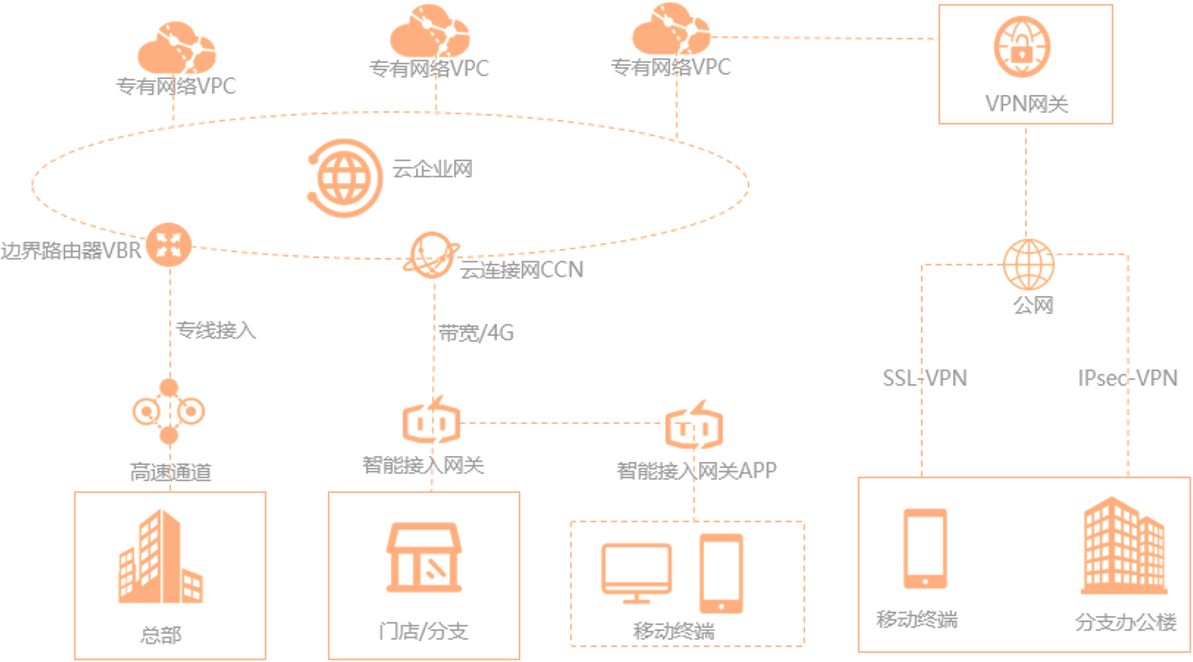 专有网络VPC
专有网络VPC
专有网络VPC
VPN网关
云企业网
边界路由器VBR
云连接网CCN
公网
专线接入
带宽/4G
SSL-VPN
IPsec-VPN
高速通道
智能接入网关
智能接入网关APP
总部
门店/分支
移动终端
移动终端
分支办公楼